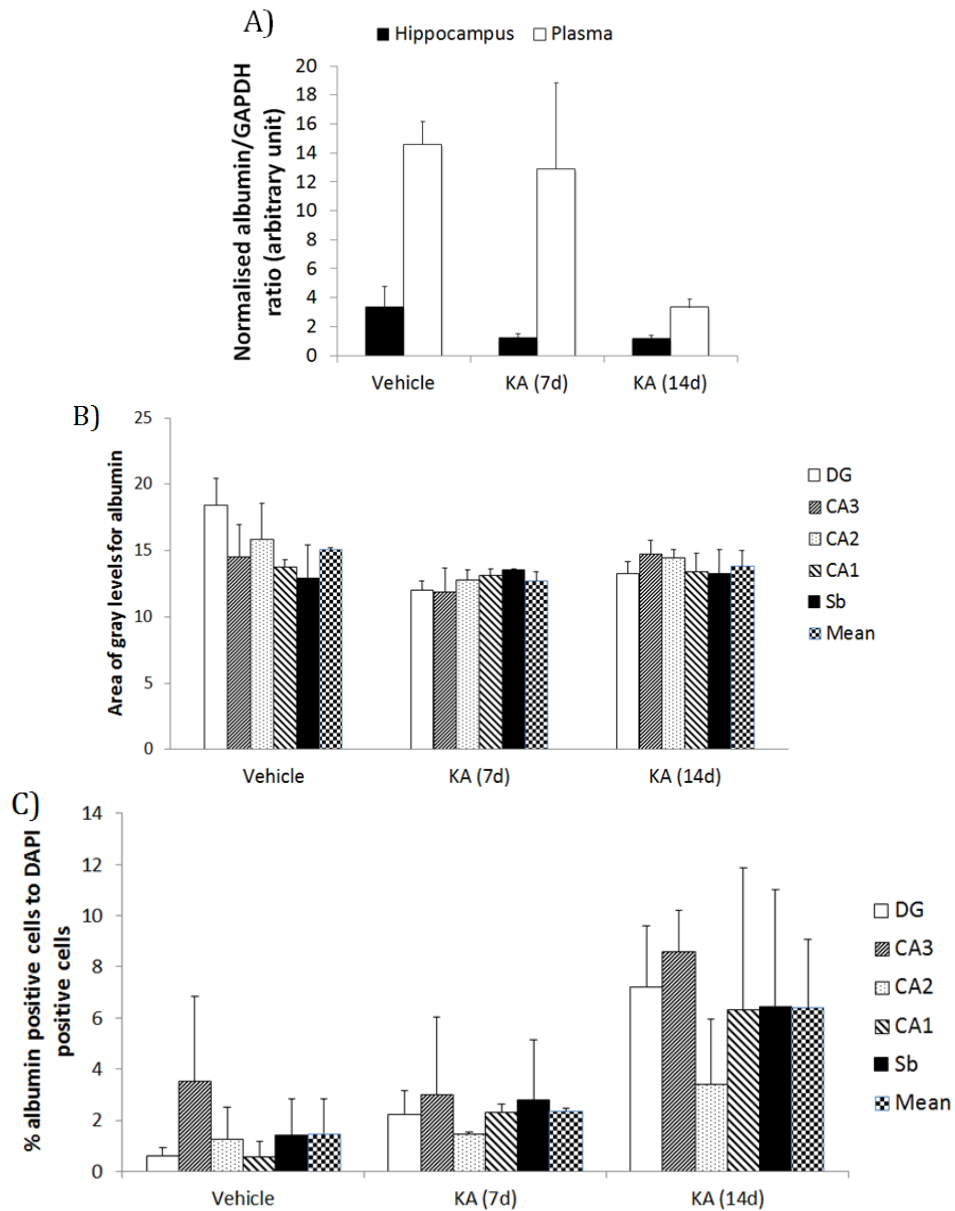 A)
Hippocampus Plasma
Normalised albumin/GAPDH
ratio (arbitrary unit)
20
18
16
14
12
10
8
6
4
2
0
Vehicle KA (7d) KA (14d)
B)
Area of gray levels for albumin
25
20
15
10
5
0
Vehicle KA (7d) KA (14d)
DG
CA3
CA2
CA1
Sb
Mean
C)
% albumin positive cells to DAPI
positive cells
14
12
10
8
6
4
2
0
Vehicle KA (7d) KA (14d)
DG
CA3
CA2
CA1
Sb
Mean